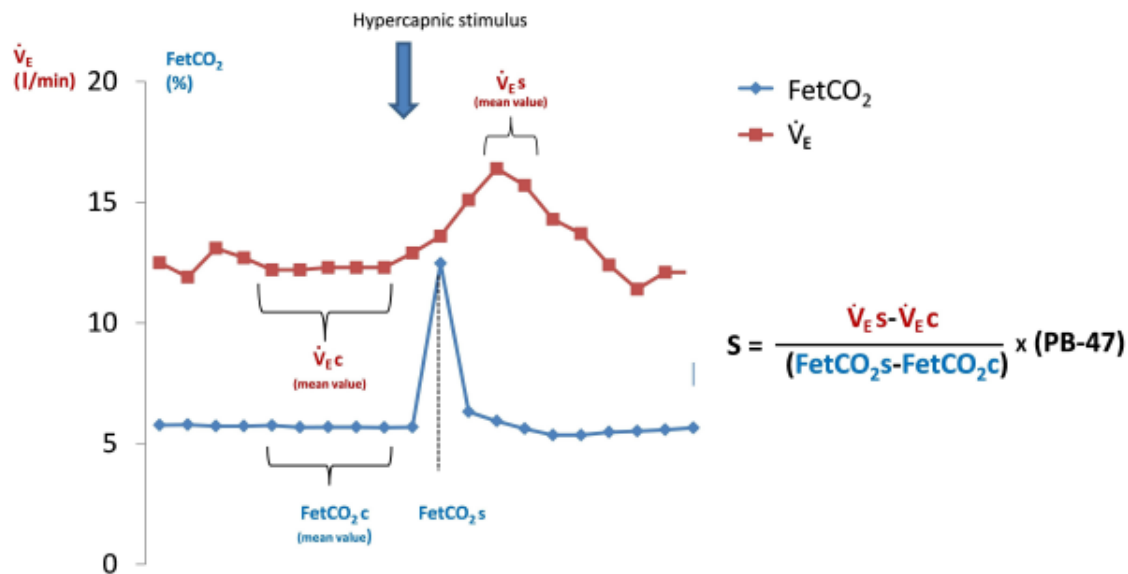 Hypercapnic stimulus
V̇E
(l/min)
FetCO₂
(%)
20
15
10
5
0
V̇E s
(mean value)
V̇E c
(mean value)
FetCO₂ c
(mean value)
FetCO₂ s
FetCO₂
V̇E
S = V̇E s-V̇E c
(FetCO₂s-FetCO₂c) x (PB-47)